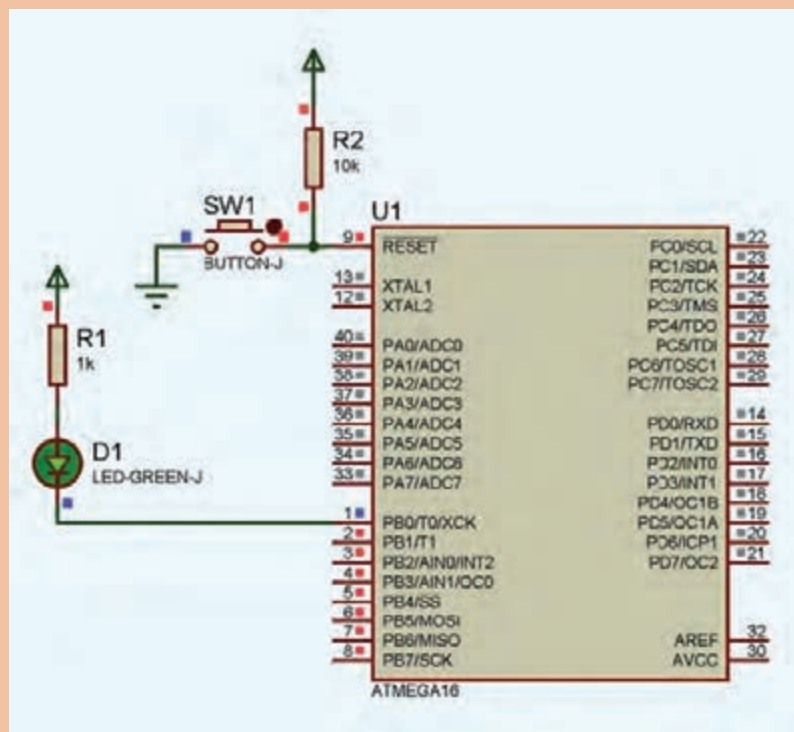 R2
10k
SW1
BUTTON-J
R1
1k
D1
LED-GREEN-J
U1
9 RESET
13 XTAL1
12 XTAL2
40 PA0/ADC0
39 PA1/ADC1
38 PA2/ADC2
37 PA3/ADC3
36 PA4/ADC4
35 PA5/ADC5
34 PA6/ADC6
33 PA7/ADC7
1 PB0/T0/XCK
2 PB1/T1
3 PB2/AIN0/INT2
4 PB3/AIN1/OC0
5 PB4/SS
6 PB5/MOSI
7 PB6/MISO
8 PB7/SCK
PC0/SCL 22
PC1/SDA 23
PC2/TCK 24
PC3/TMS 25
PC4/TDO 26
PC5/TDI 27
PC6/TOSC1 28
PC7/TOSC2 29
PD0/RXD 14
PD1/TXD 15
PD2/INT0 16
PD3/INT1 17
PD4/OC1B 18
PD5/OC1A 19
PD6/ICP1 20
PD7/OC2 21
AREF 32
AVCC 30
ATMEGA16